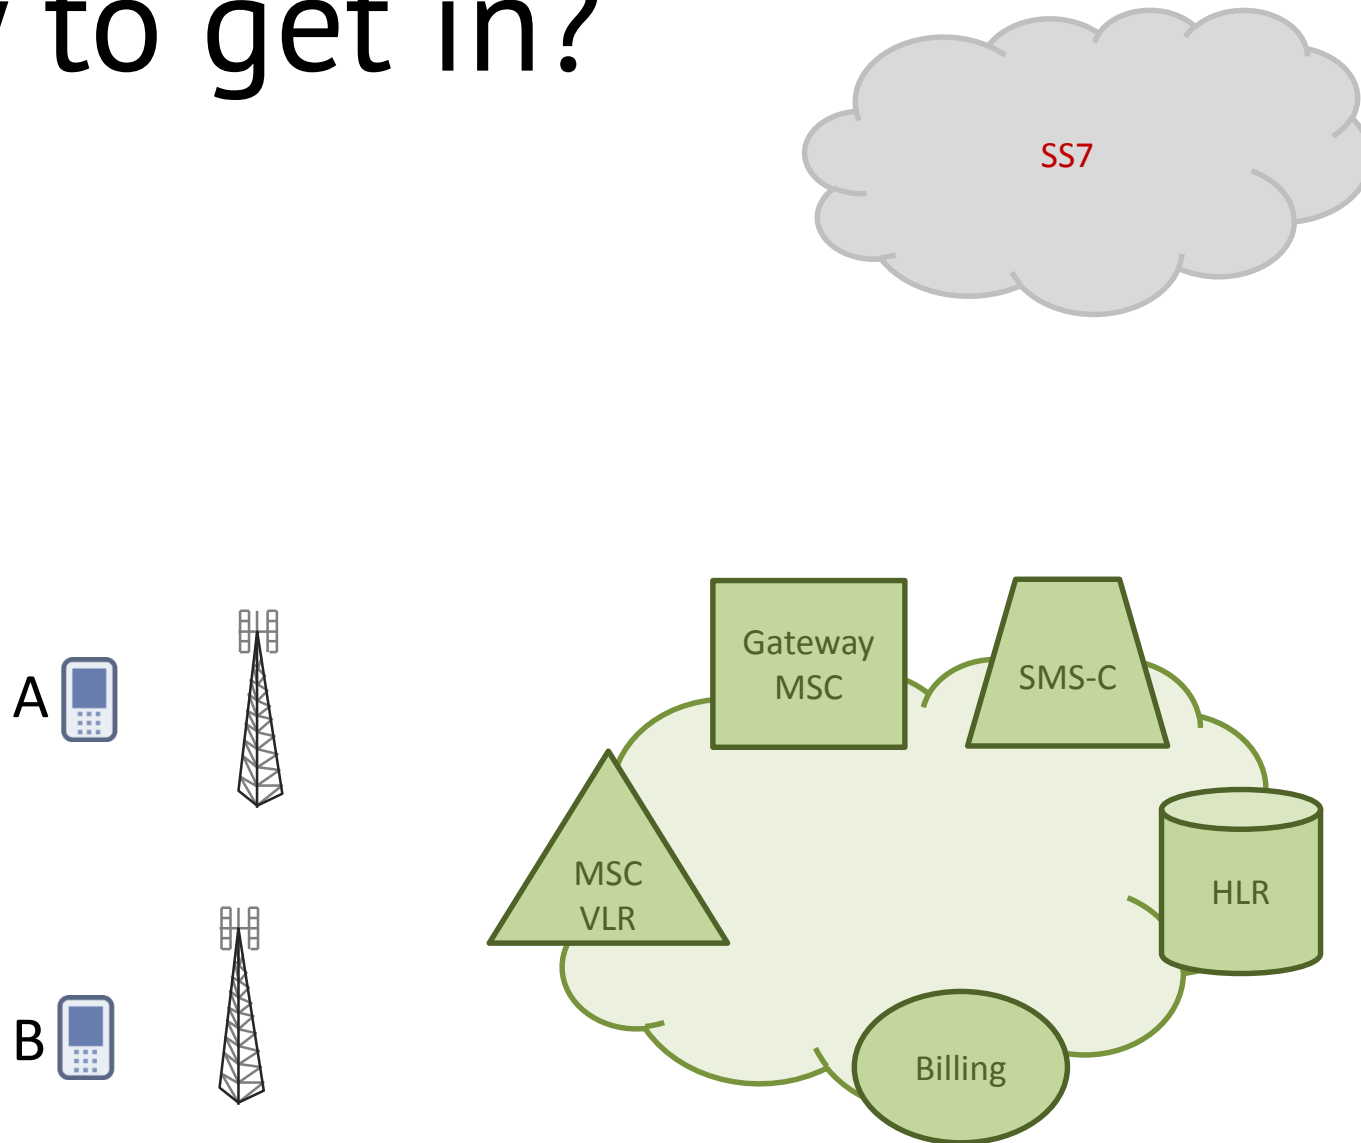 to get in?
SS7
Gateway
MSC
SMS-C
A
MSC
VLR
HLR
B
Billing